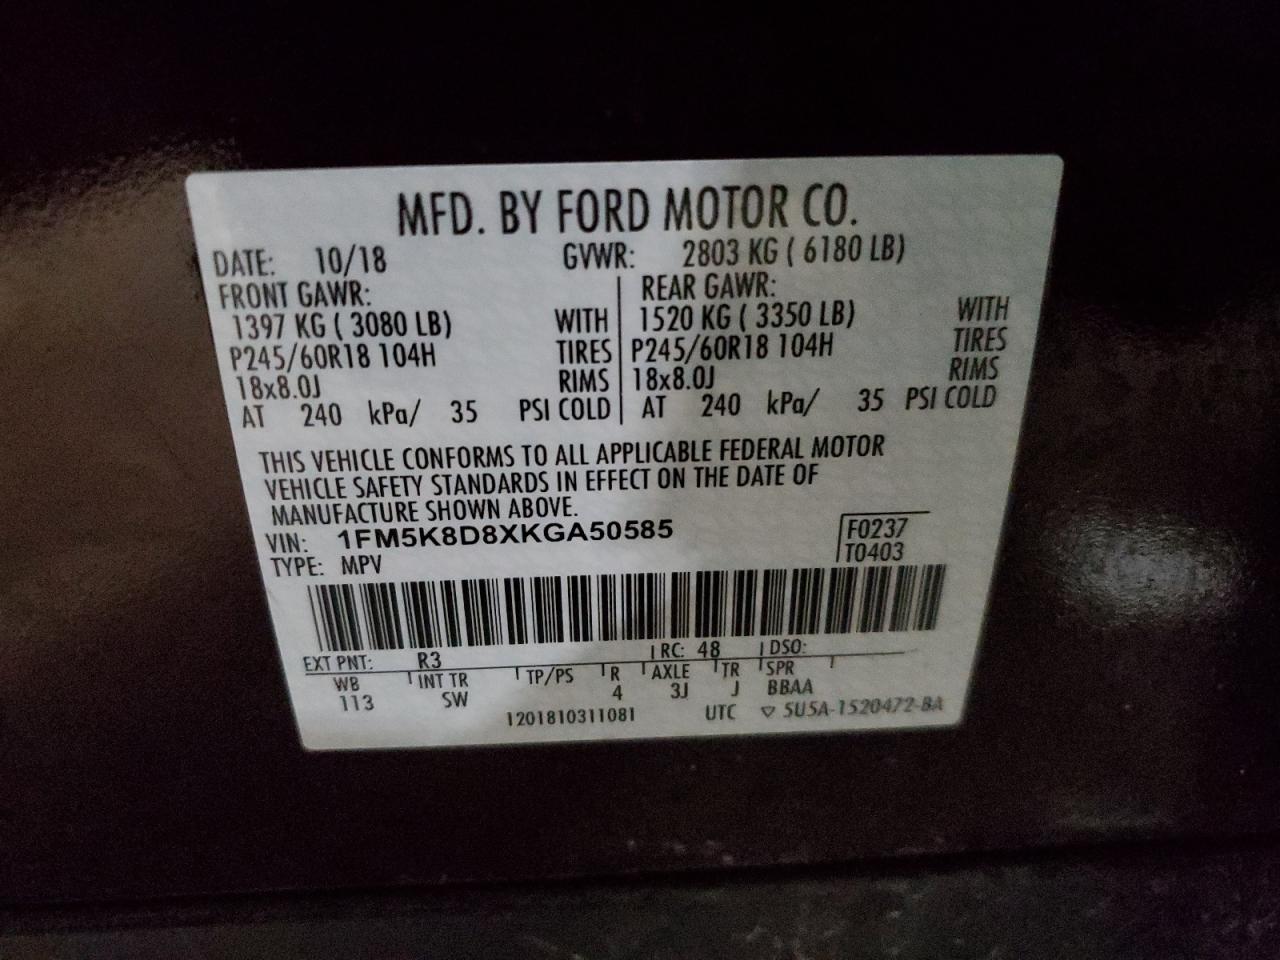 MFD. BY FORD MOTOR CO.
DATE: 10/18 GVWR: 2803 KG ( 6180 LB)
FRONT GAWR: REAR GAWR:
1397 KG ( 3080 LB) WITH 1520 KG ( 3350 LB) WITH
P245/60R18 104H TIRES P245/60R18 104H TIRES
18x8.0J RIMS 18x8.0J RIMS
AT 240 kPa/ 35 PSI COLD AT 240 kPa/ 35 PSI COLD
THIS VEHICLE CONFORMS TO ALL APPLICABLE FEDERAL MOTOR
VEHICLE SAFETY STANDARDS IN EFFECT ON THE DATE OF
MANUFACTURE SHOWN ABOVE.
VIN: 1FM5K8D8XKGA50585 F0237
TYPE: MPV T0403
EXT PNT: R3 RC: 48 DSO:
WB INT TR TP/PS R AXLE TR SPR
113 SW 4 3J J BBAA
1201810311081 UTC ▽ 5U5A-1520472-BA